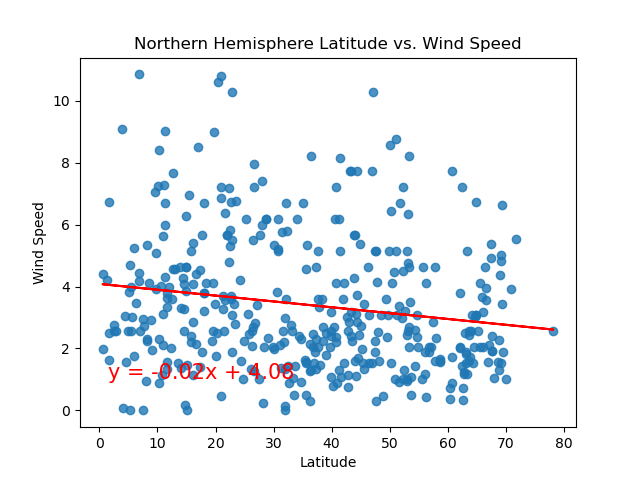 Northern Hemisphere Latitude vs. Wind Speed
Wind Speed
10
8
6
4
2
0
y = -0.02x + 4.08
0 10 20 30 40 50 60 70 80
Latitude